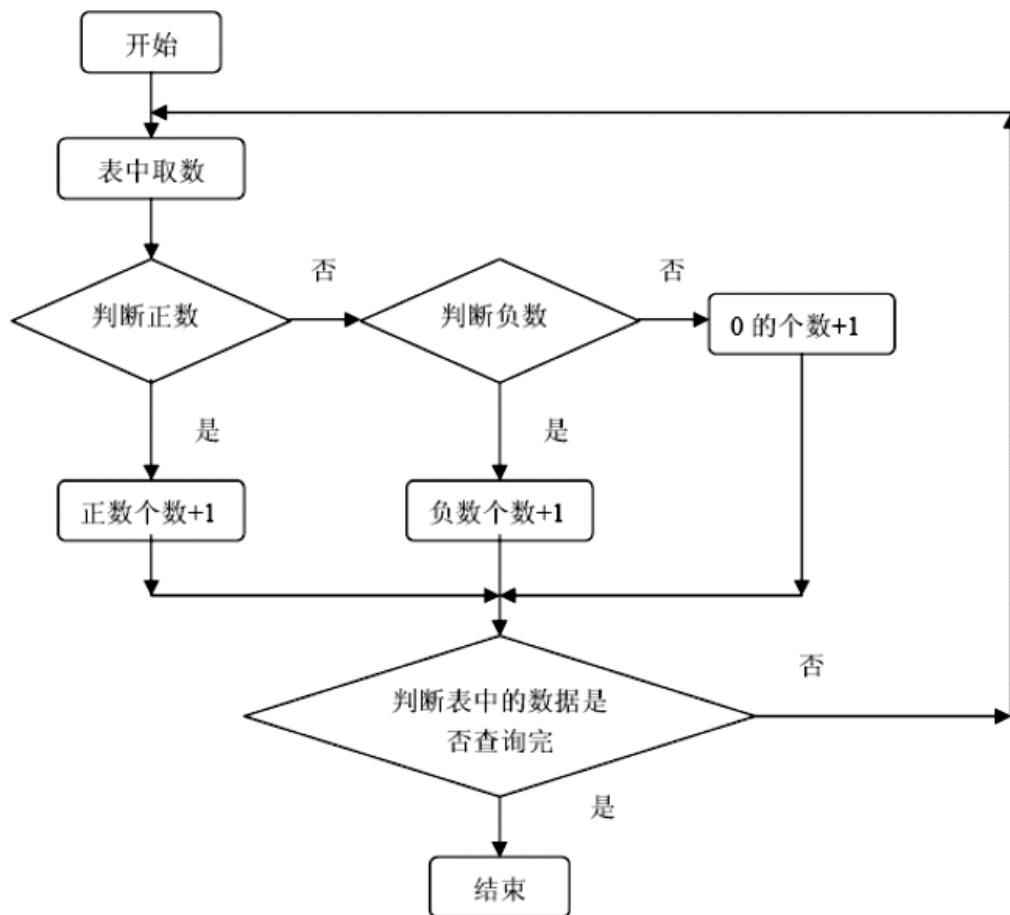 开始
表中取数
判断正数
否
判断负数
否
0 的个数+1
是
是
正数个数+1
负数个数+1
判断表中的数据是
否查询完
否
是
结束